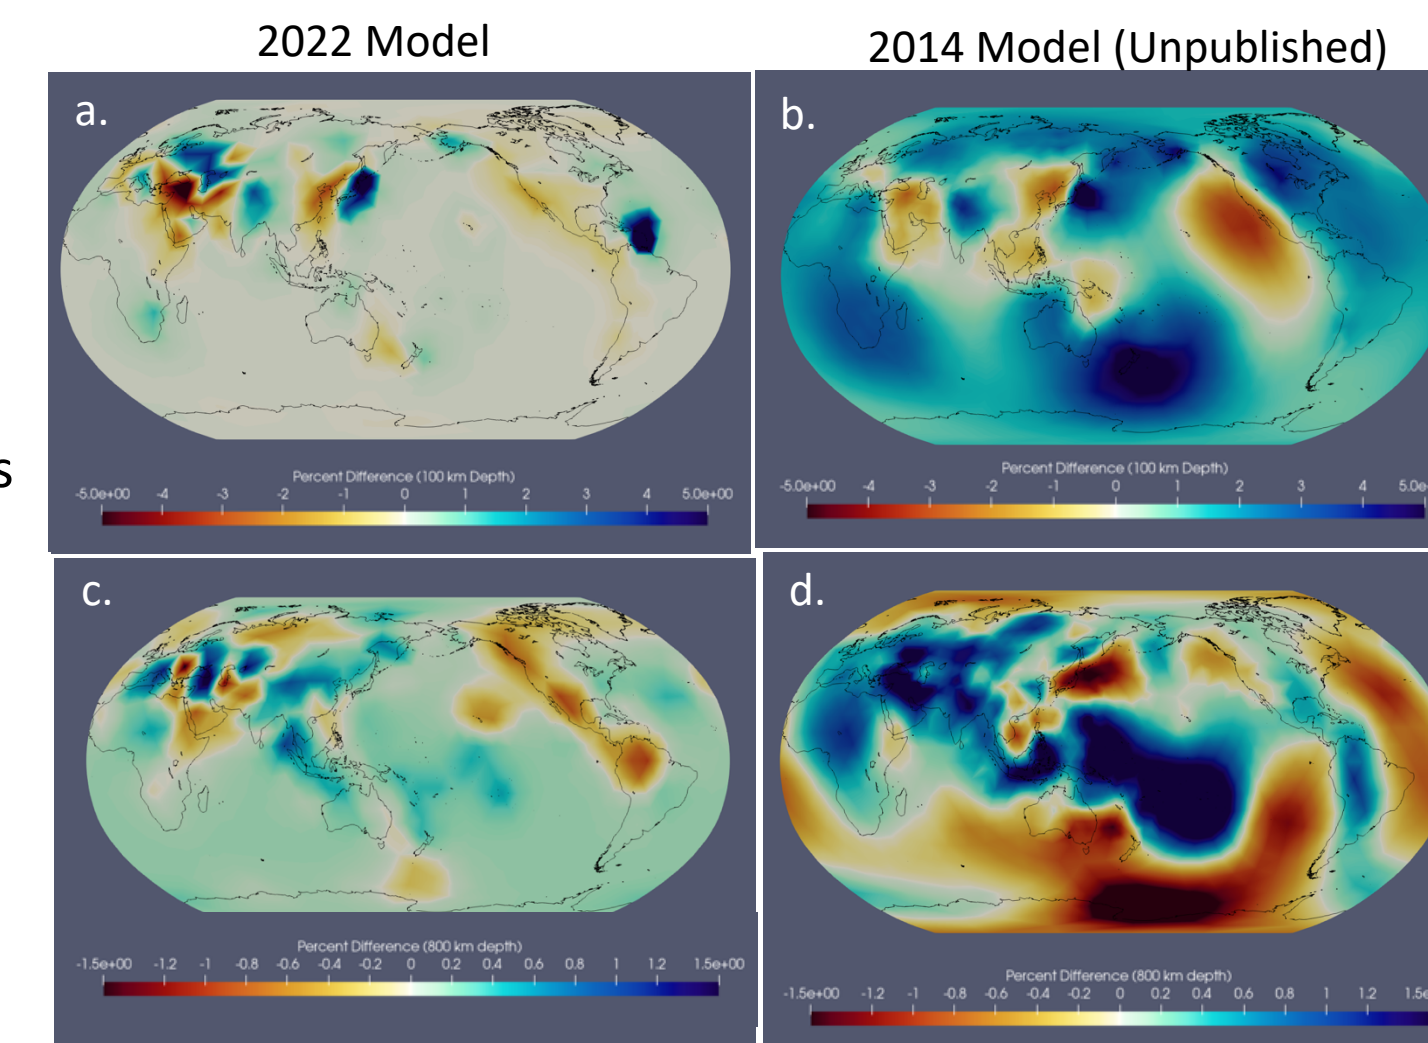 2022 Model
2014 Model (Unpublished)
a.
b.
s
Percent Difference (100 km Depth)
-5.0e+00 -4 -3 -2 -1 0 1 2 3 4 5.0e+00
Percent Difference (100 km Depth)
-5.0e+00 -4 -3 -2 -1 0 1 2 3 4 5.0e-
c.
d.
Percent Difference (800 km depth)
-1.5e+00 -1.2 -1 -0.8 -0.6 -0.4 -0.2 0 0.2 0.4 0.6 0.8 1 1.2 1.5e+00
Percent Difference (800 km depth)
-1.5e+00 -1.2 -1 -0.8 -0.6 -0.4 -0.2 0 0.2 0.4 0.6 0.8 1 1.2 1.5e